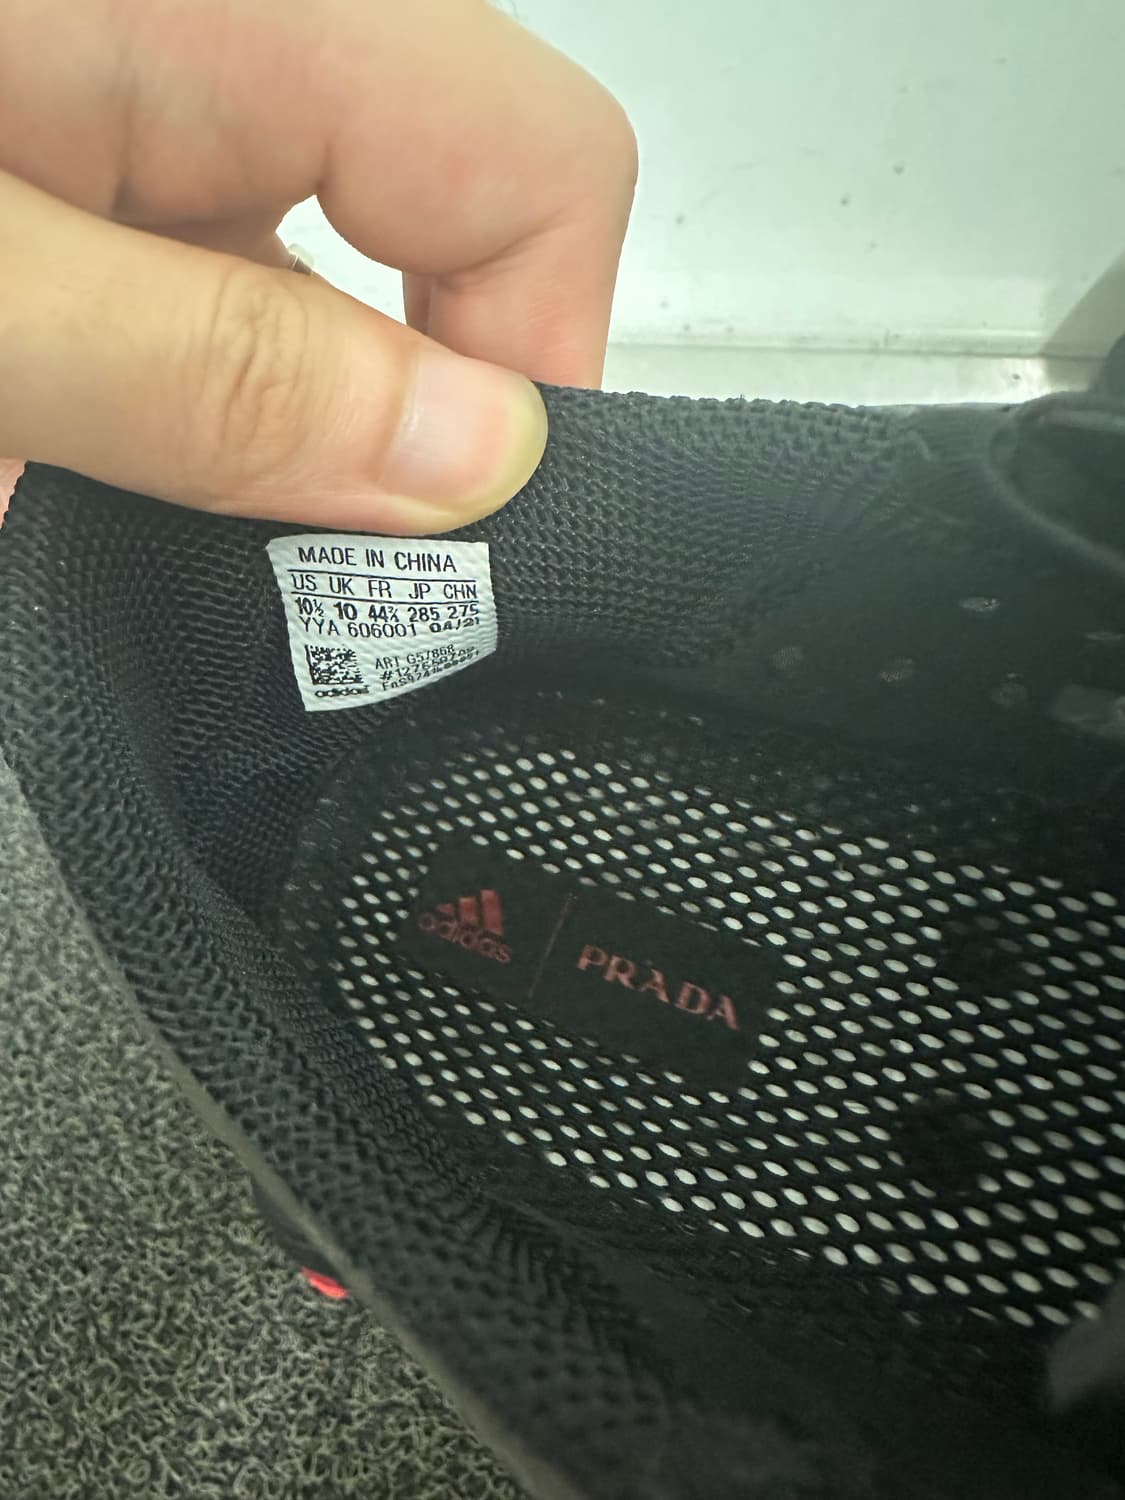 MADE IN CHINA
US UK FR JP CHN
10½ 10 44⅔ 285 275
YYA 606001 04/21
ART G57868
adidas
adidas
PRADA